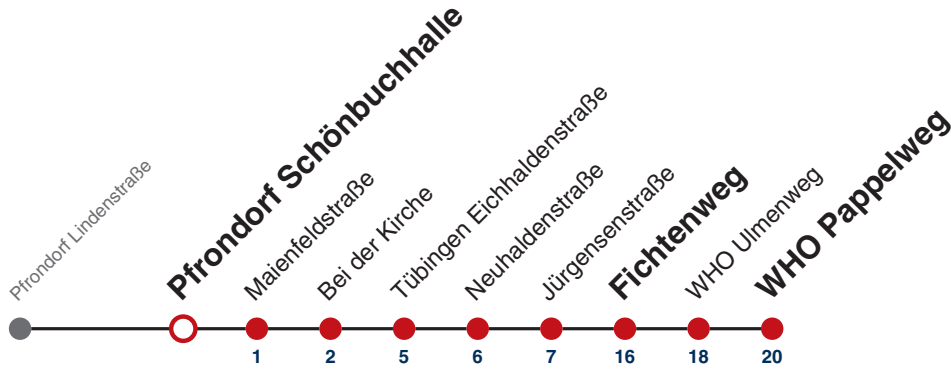 Pfrondorf Lindenstraße
Pfrondorf Schönbuchhalle
Maienfeldstraße
Bei der Kirche
Tübingen Eichhaldenstraße
Neuhaldenstraße
Jürgensenstraße
Fichtenweg
WHO Ulmenweg
WHO Pappelweg
1 2 5 6 7 16 18 20